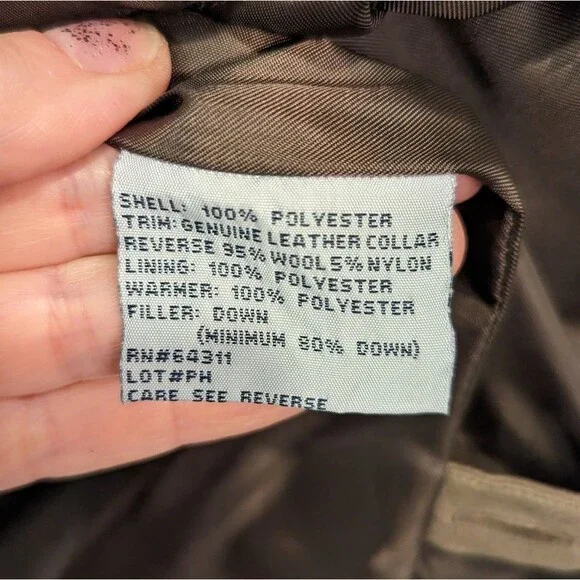 SHELL: 100% POLYESTER
TRIM: GENUINE LEATHER COLLAR
REVERSE 95% WOOL 5% NYLON
LINING: 100% POLYESTER
WARMER: 100% POLYESTER
FILLER: DOWN
(MINIMUM 80% DOWN)
RN#64311
LOT#PH
CARE SEE REVERSE